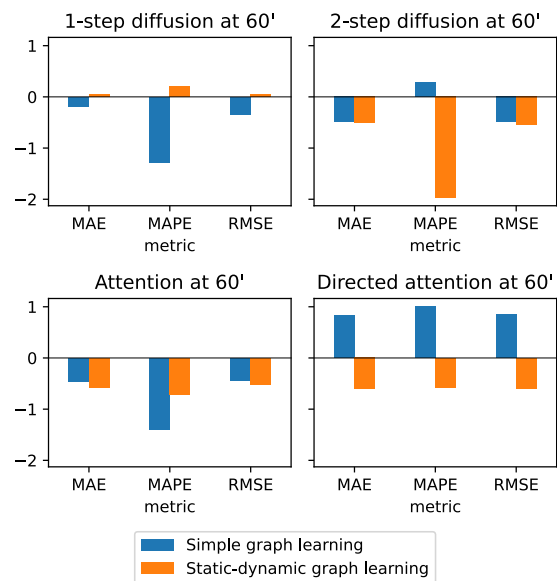 1-step diffusion at 60'
2-step diffusion at 60'
1
0
−1
−2
MAE
MAPE
RMSE
metric
MAE
MAPE
RMSE
metric
Attention at 60'
Directed attention at 60'
1
0
−1
−2
MAE
MAPE
RMSE
metric
MAE
MAPE
RMSE
metric
Simple graph learning
Static-dynamic graph learning